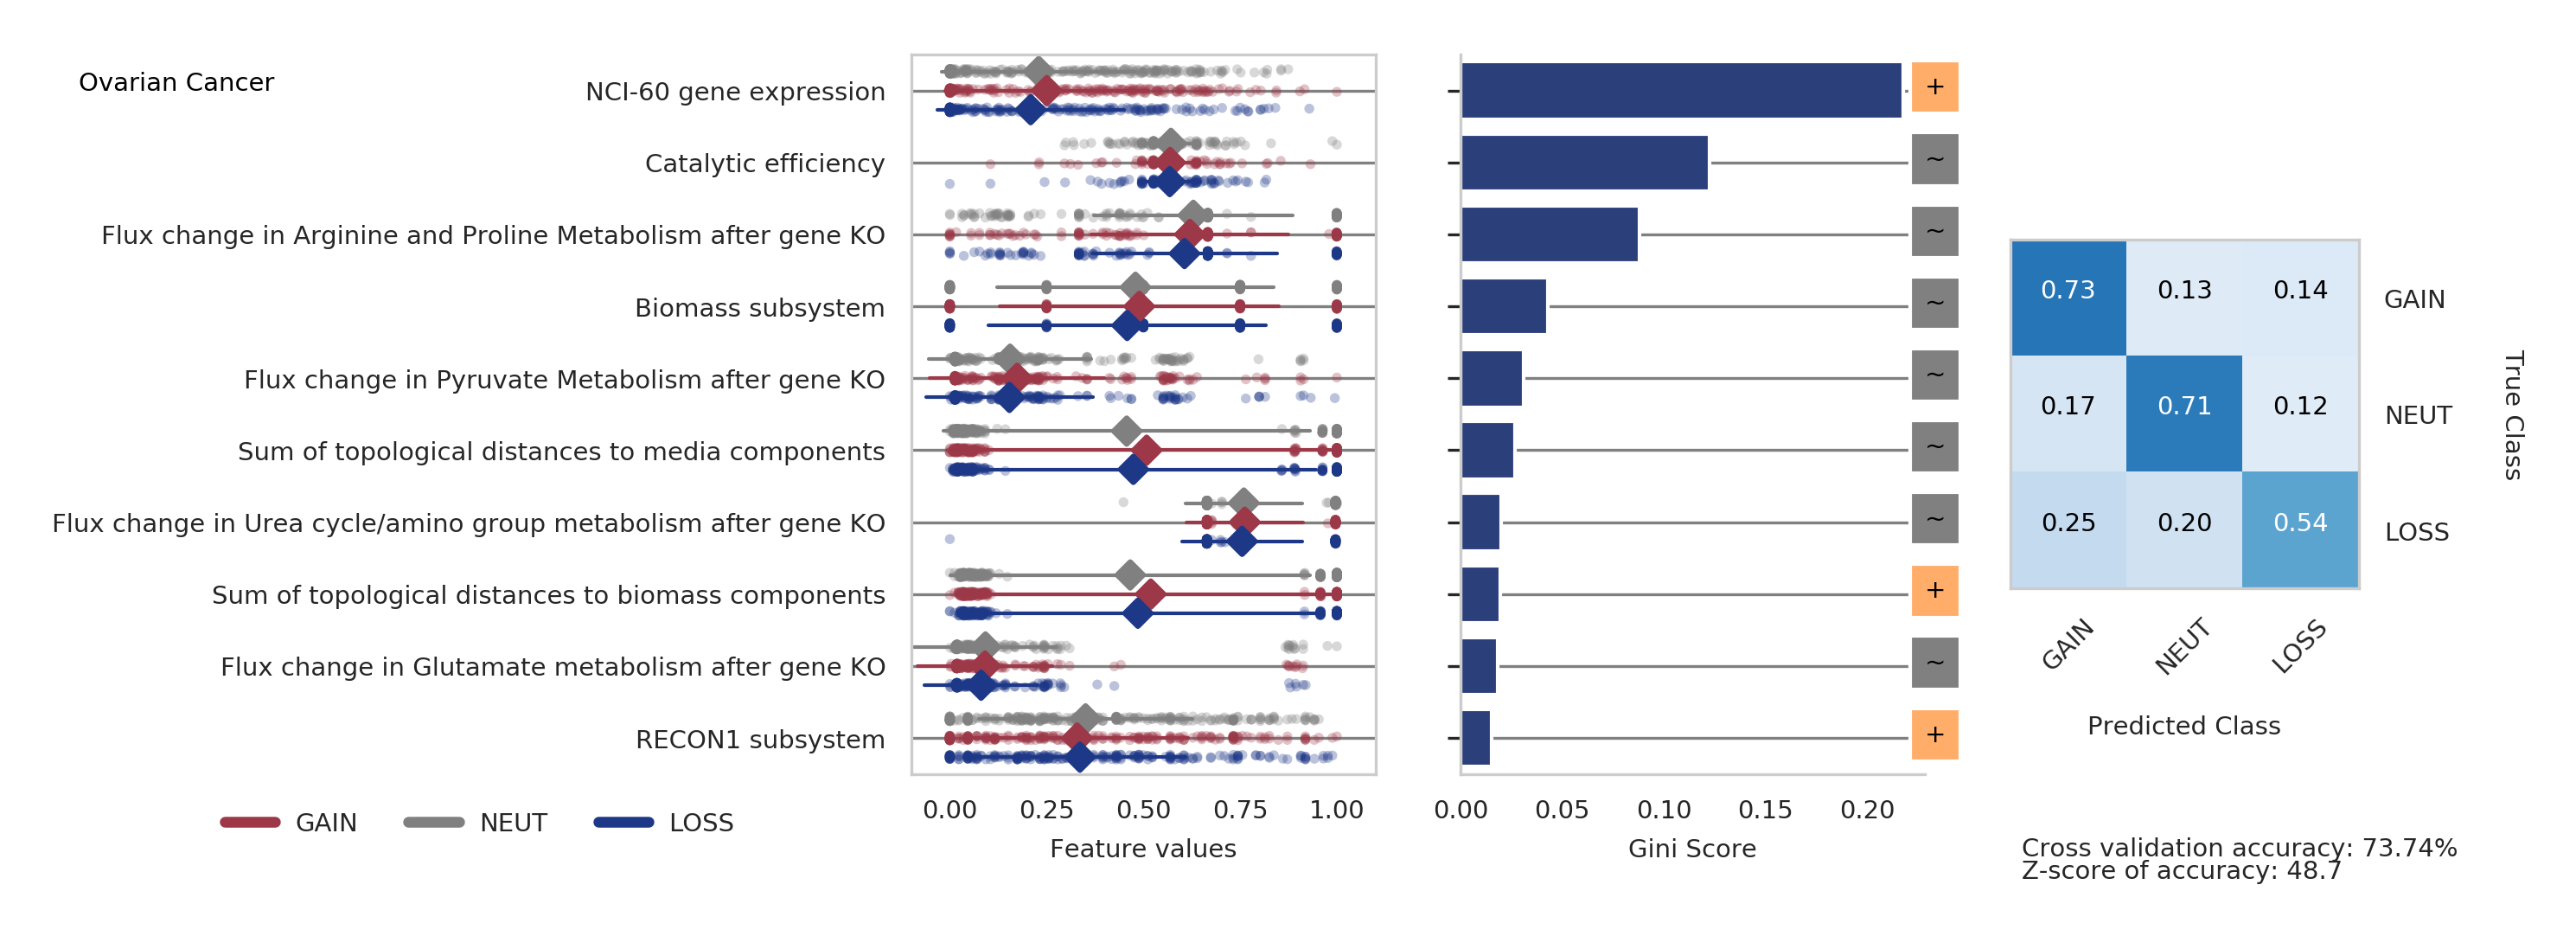 Ovarian Cancer
NCI-60 gene expression
+
Catalytic efficiency
~
Flux change in Arginine and Proline Metabolism after gene KO
~
Biomass subsystem
~
Flux change in Pyruvate Metabolism after gene KO
~
Sum of topological distances to media components
~
Flux change in Urea cycle/amino group metabolism after gene KO
~
Sum of topological distances to biomass components
+
Flux change in Glutamate metabolism after gene KO
~
RECON1 subsystem
+
GAIN NEUT LOSS
0.00 0.25 0.50 0.75 1.00
Feature values
0.00 0.05 0.10 0.15 0.20
Gini Score
0.73 0.13 0.14 GAIN
0.17 0.71 0.12 NEUT
0.25 0.20 0.54 LOSS
True Class
GAIN NEUT LOSS
Predicted Class
Cross validation accuracy: 73.74%
Z-score of accuracy: 48.7